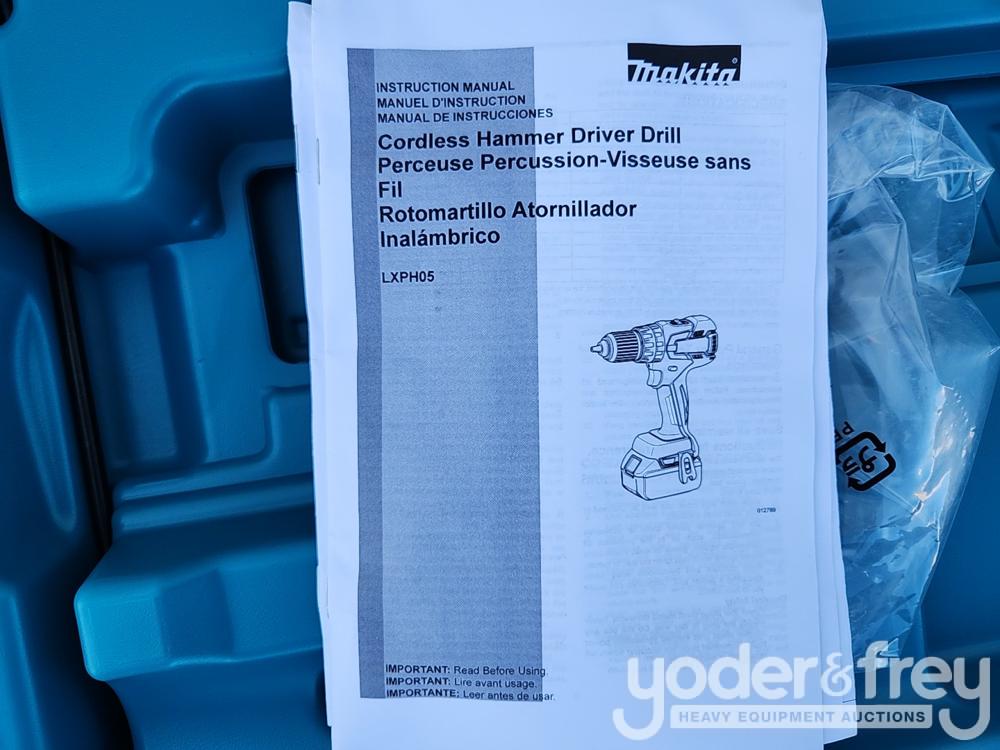 makita
INSTRUCTION MANUAL
MANUEL D'INSTRUCTION
MANUAL DE INSTRUCCIONES
Cordless Hammer Driver Drill
Perceuse Percussion-Visseuse sans
Fil
Rotomartillo Atornillador
Inalámbrico
LXPH05
012789
IMPORTANT: Read Before Using.
IMPORTANT: Lire avant usage.
IMPORTANTE: Leer antes de usar.
yoder&frey
HEAVY EQUIPMENT AUCTIONS